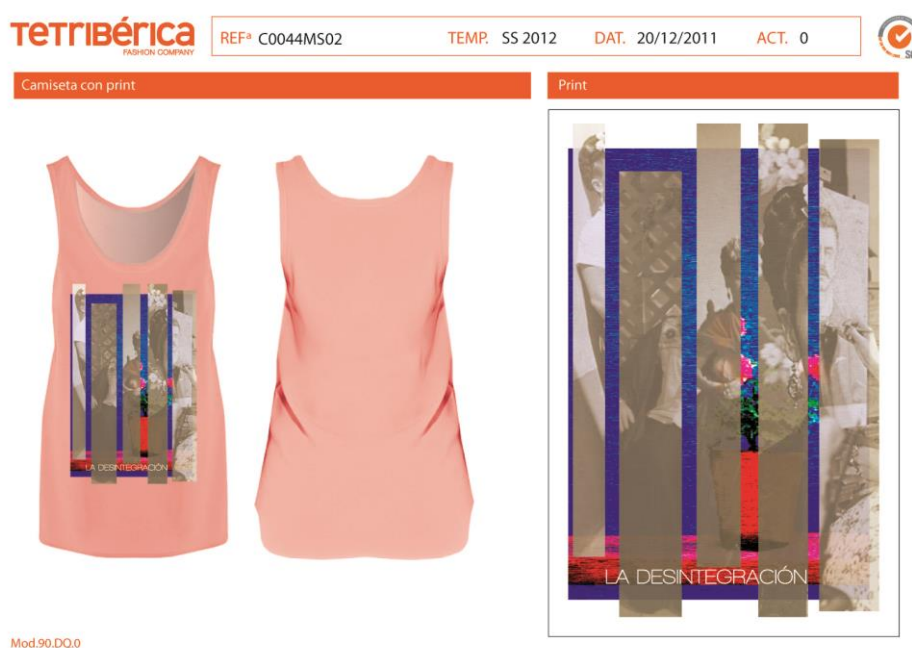 TETRIBérica
FASHION COMPANY
REFª C0044MS02 TEMP. SS 2012 DAT. 20/12/2011 ACT. 0
Camiseta con print
Print
LA DESINTEGRACIÓN
LA DESINTEGRACIÓN
Mod.90.DQ.0